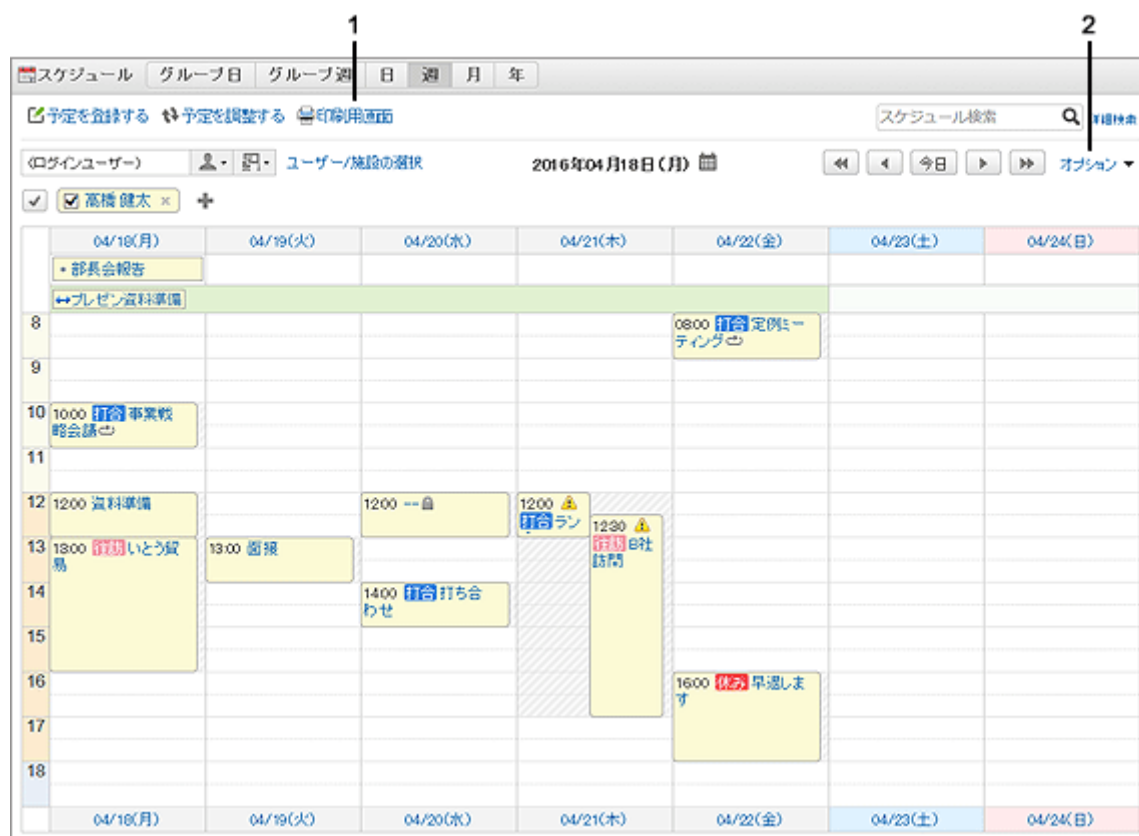 1
2
スケジュール グループ日 グループ週 日 週 月 年
予定を登録する 予定を調整する 印刷用画面 スケジュール検索 詳細検索
(ログインユーザー) ユーザー/施設の選択 2016年04月18日(月) 今日 オプション
高橋 健太 ×
04/18(月) 04/19(火) 04/20(水) 04/21(木) 04/22(金) 04/23(土) 04/24(日)
部長会報告
プレゼン資料準備
8
08:00 打合 定例ミー
ティング
9
10
10:00 打合 事業戦
略会議
11
12
12:00 資料準備
12:00 --
12:00
打合 ラン
12:30
往訪 B社
訪問
13
13:00 往訪 いとう貿
易
13:00 面接
14
14:00 打合 打ち合
わせ
15
16
16:00 休み 早退しま
す
17
18
04/18(月) 04/19(火) 04/20(水) 04/21(木) 04/22(金) 04/23(土) 04/24(日)